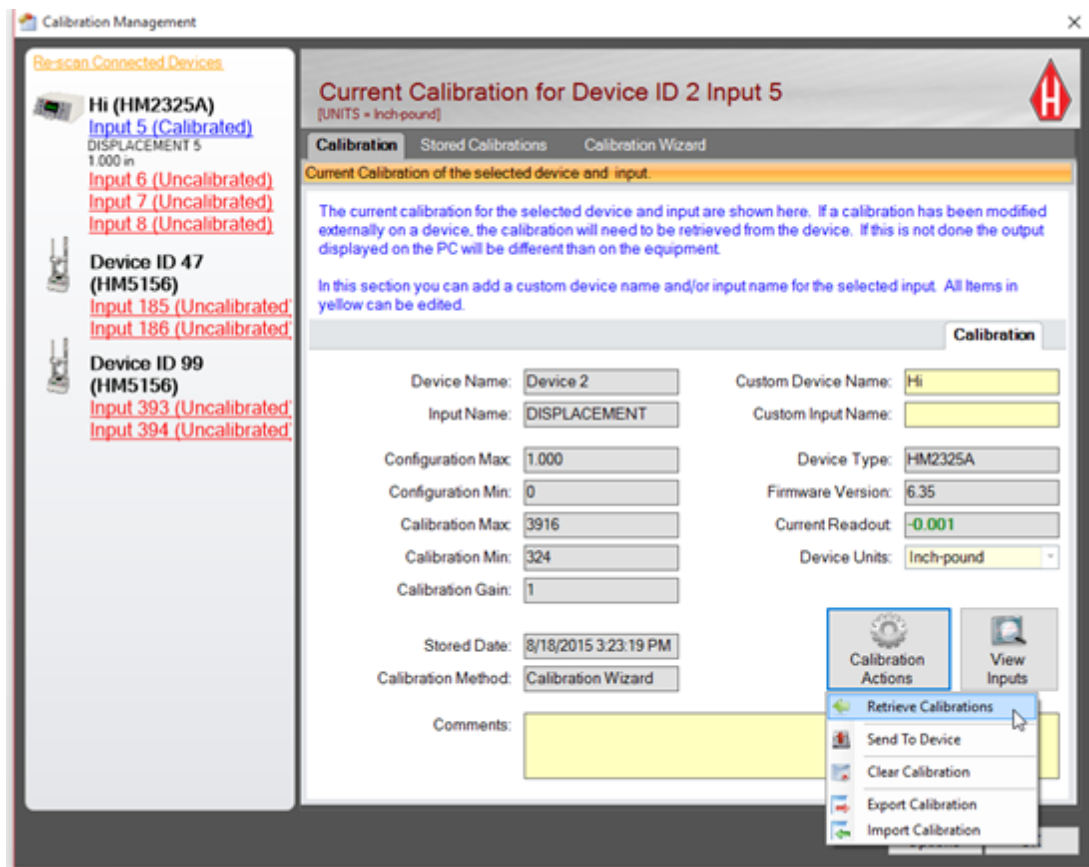 Calibration Management
Re-scan Connected Devices
Hi (HM2325A)
Input 5 (Calibrated)
DISPLACEMENT 5
1.000 in
Input 6 (Uncalibrated)
Input 7 (Uncalibrated)
Input 8 (Uncalibrated)
Device ID 47
(HM5156)
Input 185 (Uncalibrated)
Input 186 (Uncalibrated)
Device ID 99
(HM5156)
Input 393 (Uncalibrated)
Input 394 (Uncalibrated)
Current Calibration for Device ID 2 Input 5
[UNITS = Inch-pound]
H
Calibration Stored Calibrations Calibration Wizard
Current Calibration of the selected device and input.
The current calibration for the selected device and input are shown here. If a calibration has been modified
externally on a device, the calibration will need to be retrieved from the device. If this is not done the output
displayed on the PC will be different than on the equipment.
In this section you can add a custom device name and/or input name for the selected input. All Items in
yellow can be edited.
Calibration
Device Name: Device 2 Custom Device Name: Hi
Input Name: DISPLACEMENT Custom Input Name:
Configuration Max: 1.000 Device Type: HM2325A
Configuration Min: 0 Firmware Version: 6.35
Calibration Max: 3916 Current Readout: -0.001
Calibration Min: 324 Device Units: Inch-pound
Calibration Gain: 1
Stored Date: 8/18/2015 3:23:19 PM
Calibration Method: Calibration Wizard
Comments:
Calibration
Actions
View
Inputs
Retrieve Calibrations
Send To Device
Clear Calibration
Export Calibration
Import Calibration